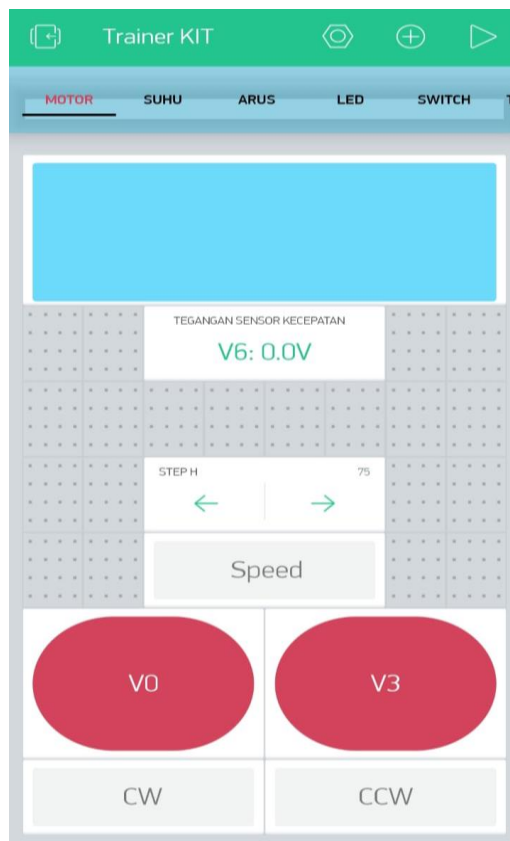 Trainer KIT
MOTOR SUHU ARUS LED SWITCH
TEGANGAN SENSOR KECEPATAN
V6: 0.0V
STEP H 75
Speed
V0 V3
CW CCW